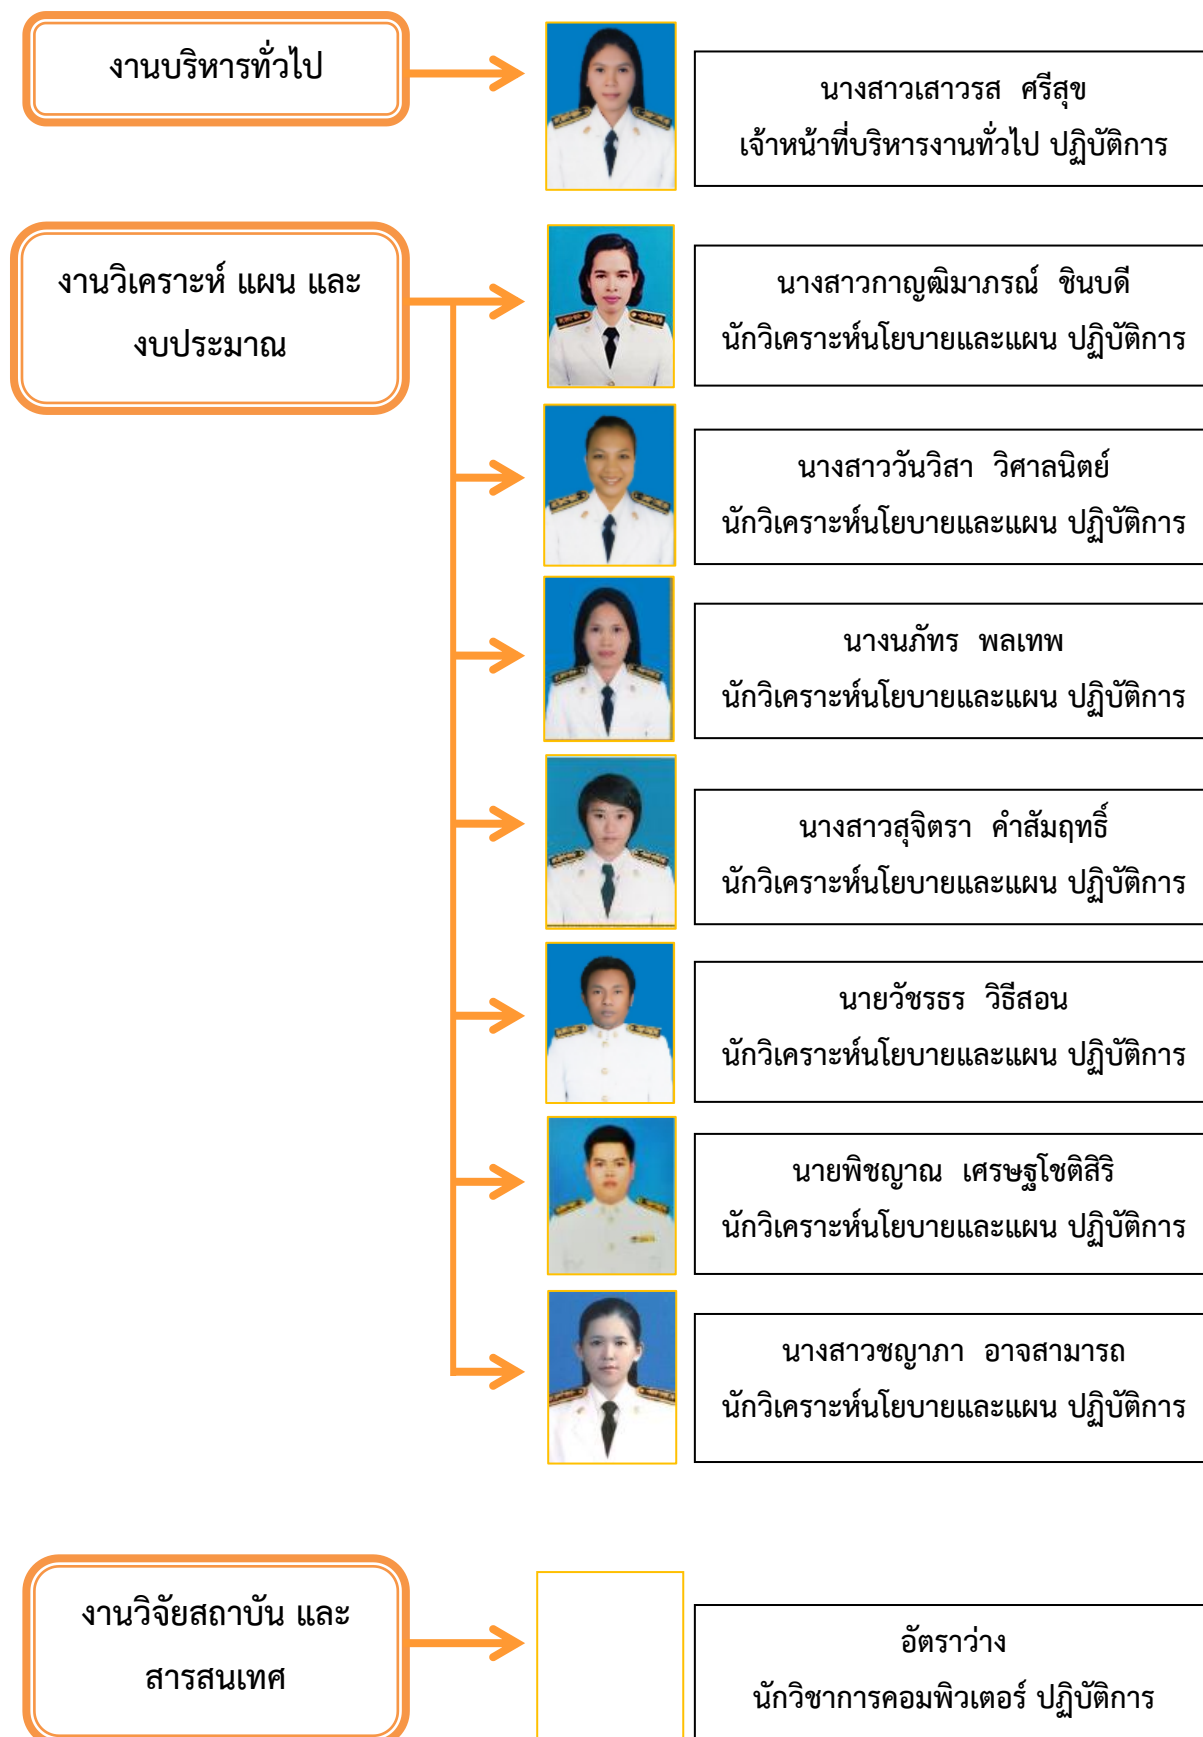 งานบริหารทั่วไป
นางสาวเสาวรส ศรีสุข
เจ้าหน้าที่บริหารงานทั่วไป ปฏิบัติการ
งานวิเคราะห์ แผน และ
งบประมาณ
นางสาวกาญฒิมาภรณ์ ชินบดี
นักวิเคราะห์นโยบายและแผน ปฏิบัติการ
นางสาววันวิสา วิศาลนิตย์
นักวิเคราะห์นโยบายและแผน ปฏิบัติการ
นางนภัทร พลเทพ
นักวิเคราะห์นโยบายและแผน ปฏิบัติการ
นางสาวสุจิตรา คำสัมฤทธิ์
นักวิเคราะห์นโยบายและแผน ปฏิบัติการ
นายวัชรธร วิธีสอน
นักวิเคราะห์นโยบายและแผน ปฏิบัติการ
นายพิชญาณ เศรษฐโชติสิริ
นักวิเคราะห์นโยบายและแผน ปฏิบัติการ
นางสาวชญาภา อาจสามารถ
นักวิเคราะห์นโยบายและแผน ปฏิบัติการ
งานวิจัยสถาบัน และ
สารสนเทศ
อัตราว่าง
นักวิชาการคอมพิวเตอร์ ปฏิบัติการ